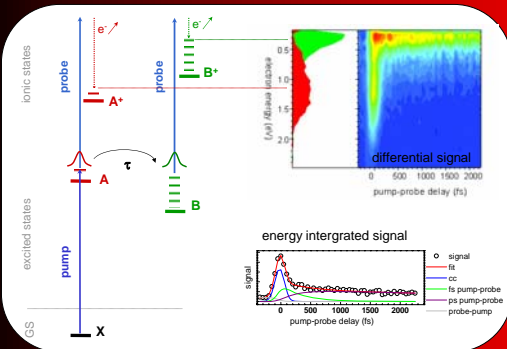 ionic states
excited states
GS
e-
probe
A+
e-
probe
B+
τ
A
B
pump
X
electron energy (eV)
0.5
1.0
1.5
2.0
differential signal
0 500 1000 1500 2000
pump-probe delay (fs)
energy intergrated signal
signal
0 500 1000 1500 2000
pump-probe delay (fs)
signal
fit
cc
fs pump-probe
ps pump-probe
probe-pump